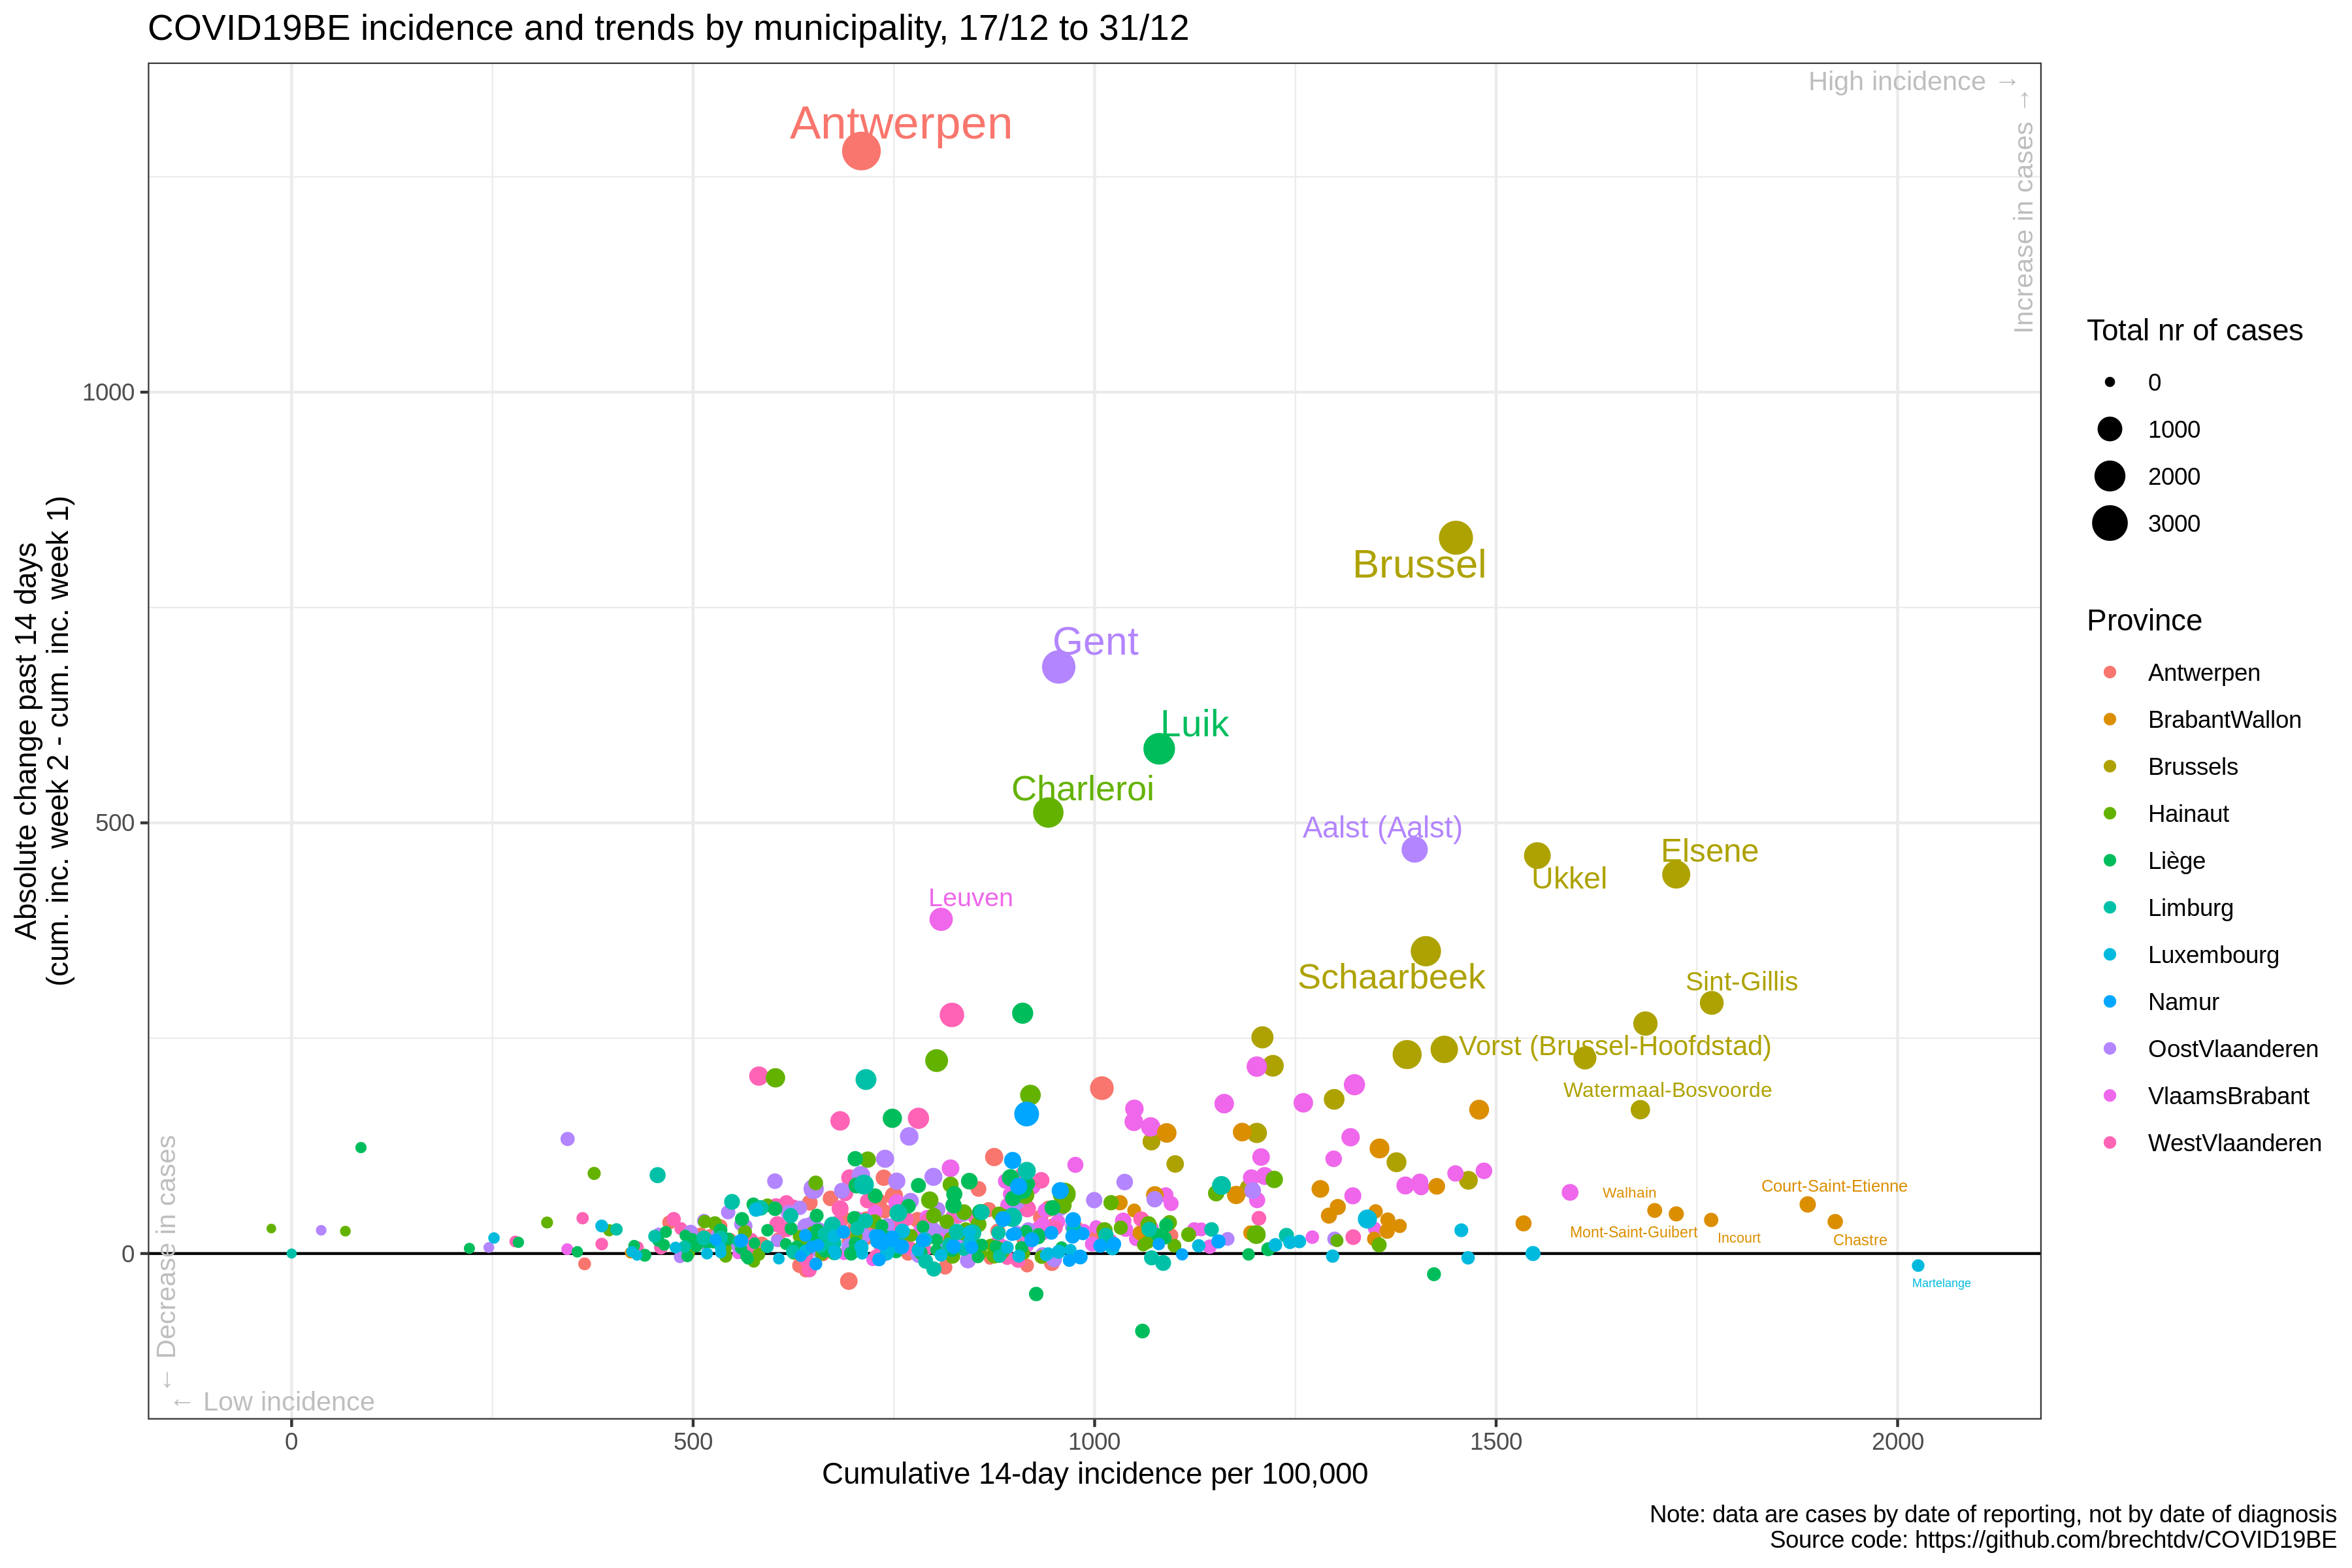 COVID19BE incidence and trends by municipality, 17/12 to 31/12
High incidence →
Increase in cases →
Antwerpen
Brussel
Gent
Luik
Charleroi
Aalst (Aalst)
Elsene
Ukkel
Leuven
Schaarbeek
Sint-Gillis
Vorst (Brussel-Hoofdstad)
Watermaal-Bosvoorde
Walhain
Court-Saint-Etienne
Mont-Saint-Guibert
Incourt
Chastre
Martelange
← Decrease in cases
← Low incidence
1000
500
0
Absolute change past 14 days
(cum. inc. week 2 - cum. inc. week 1)
0
500
1000
1500
2000
Cumulative 14-day incidence per 100,000
Total nr of cases
0
1000
2000
3000
Province
Antwerpen
BrabantWallon
Brussels
Hainaut
Liège
Limburg
Luxembourg
Namur
OostVlaanderen
VlaamsBrabant
WestVlaanderen
Note: data are cases by date of reporting, not by date of diagnosis
Source code: https://github.com/brechtdv/COVID19BE